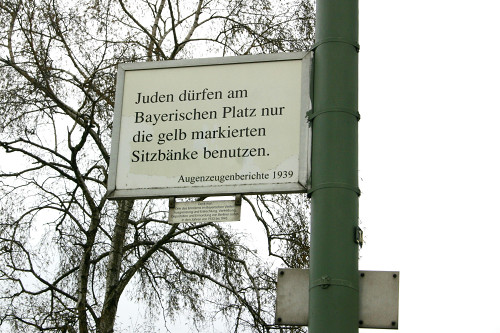 Juden dürfen am
Bayerischen Platz nur
die gelb markierten
Sitzbänke benutzen.
Augenzeugenberichte 1939